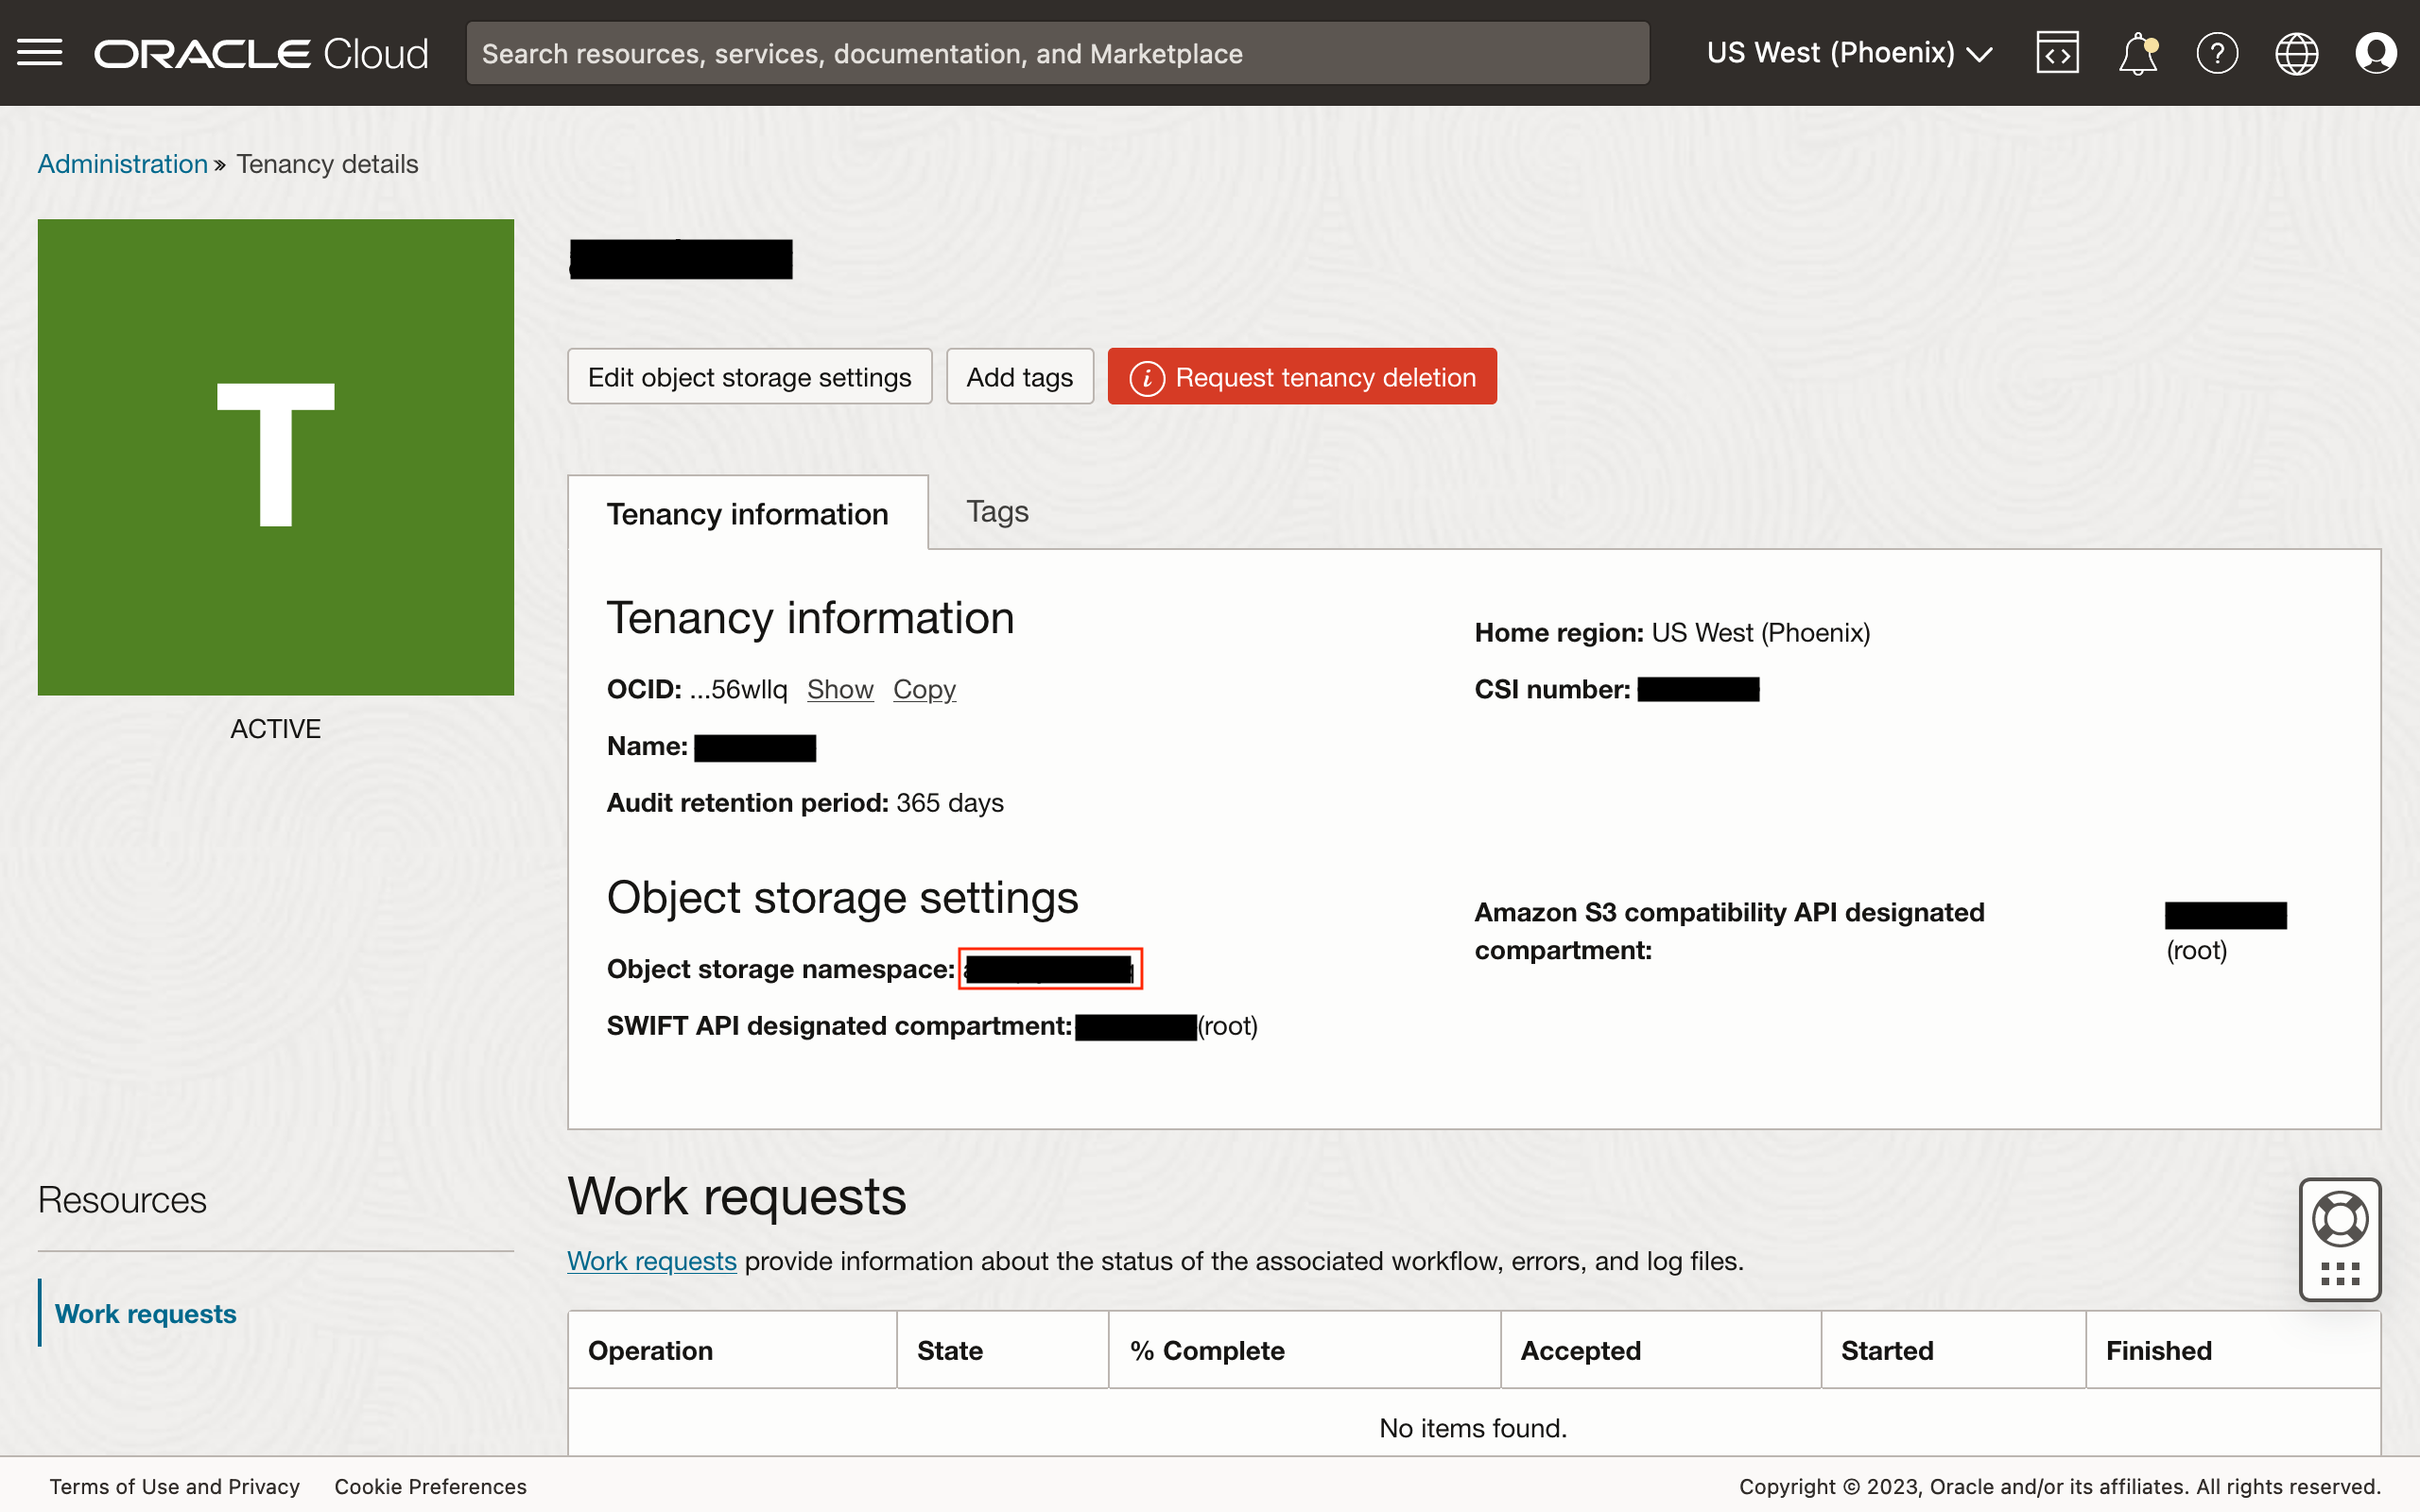 ORACLE Cloud
Search resources, services, documentation, and Marketplace
US West (Phoenix)
Administration » Tenancy details
T
ACTIVE
Edit object storage settings
Add tags
Request tenancy deletion
Tenancy information
Tags
Tenancy information
OCID: ...56wllq Show Copy
Name:
Audit retention period: 365 days
Home region: US West (Phoenix)
CSI number:
Object storage settings
Object storage namespace:
SWIFT API designated compartment: (root)
Amazon S3 compatibility API designated
compartment:
(root)
Resources
Work requests
Work requests
Work requests provide information about the status of the associated workflow, errors, and log files.
Operation State % Complete Accepted Started Finished
No items found.
Terms of Use and Privacy Cookie Preferences
Copyright © 2023, Oracle and/or its affiliates. All rights reserved.